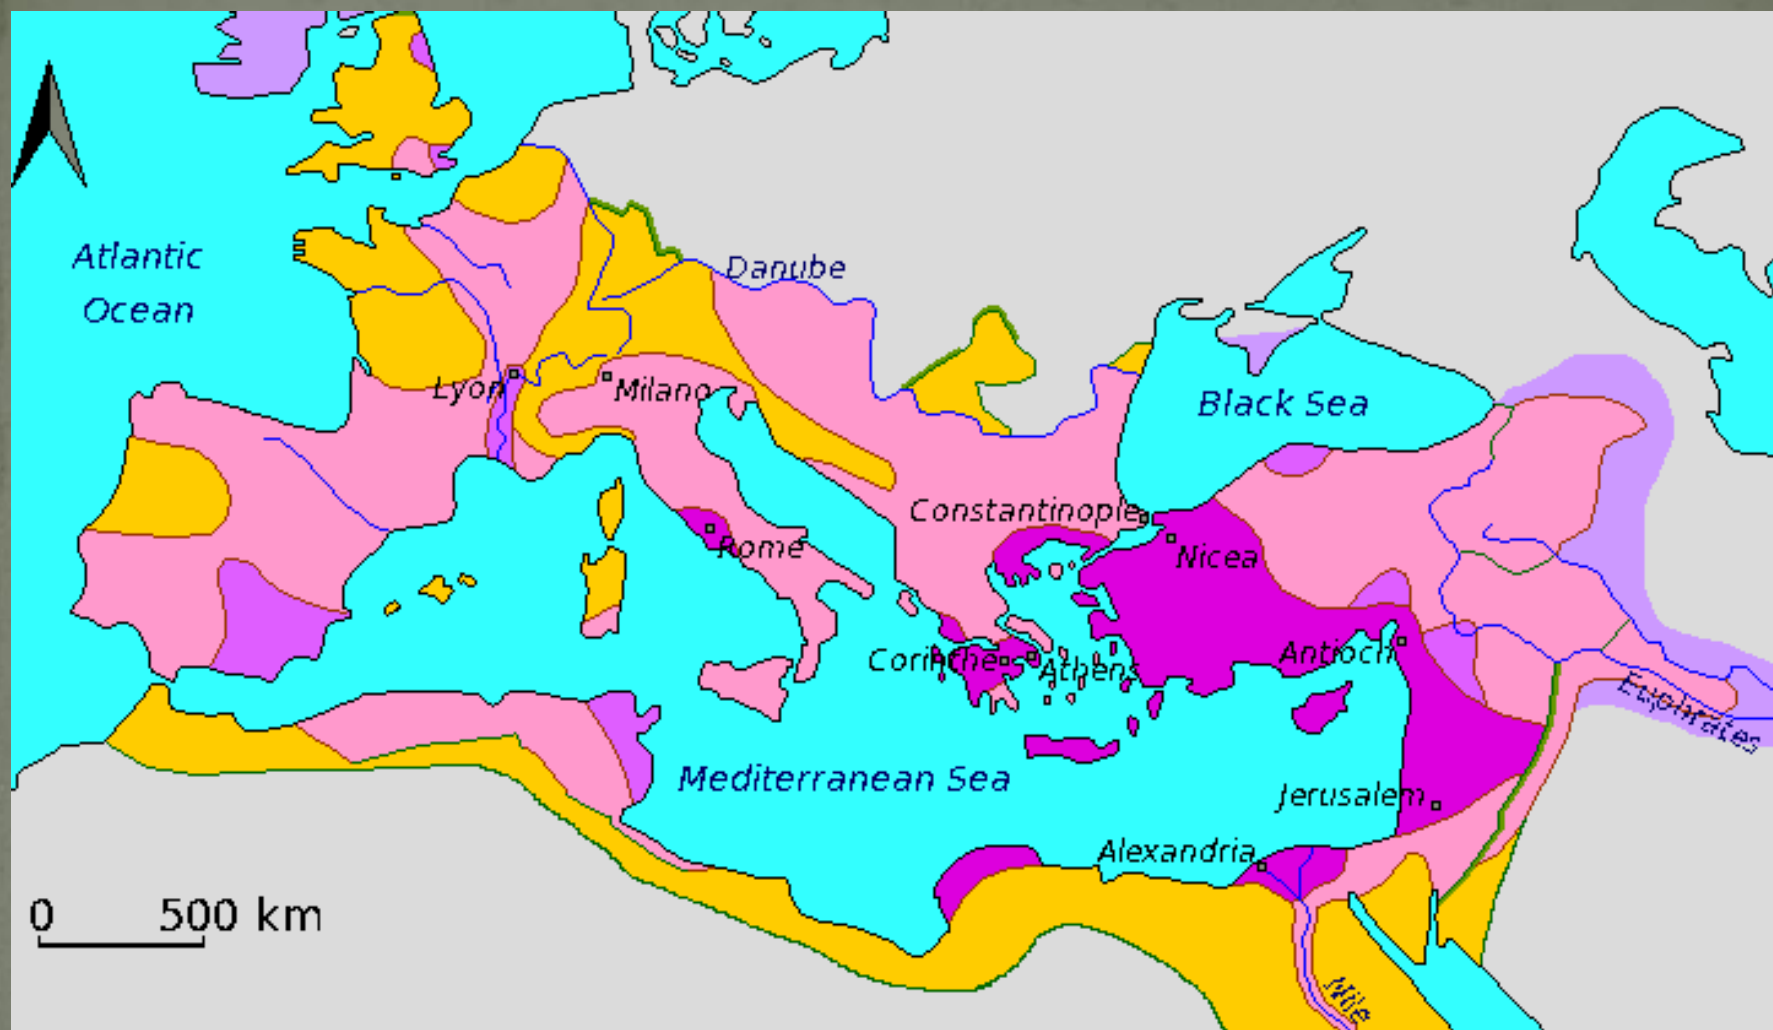 Atlantic
Ocean
Danube
Lyon
Milano
Black Sea
Constantinople
Rome
Nicea
Corinthe
Athens
Antioch
Euphrates
Mediterranean Sea
Jerusalem
Alexandria
0 500 km
Nile